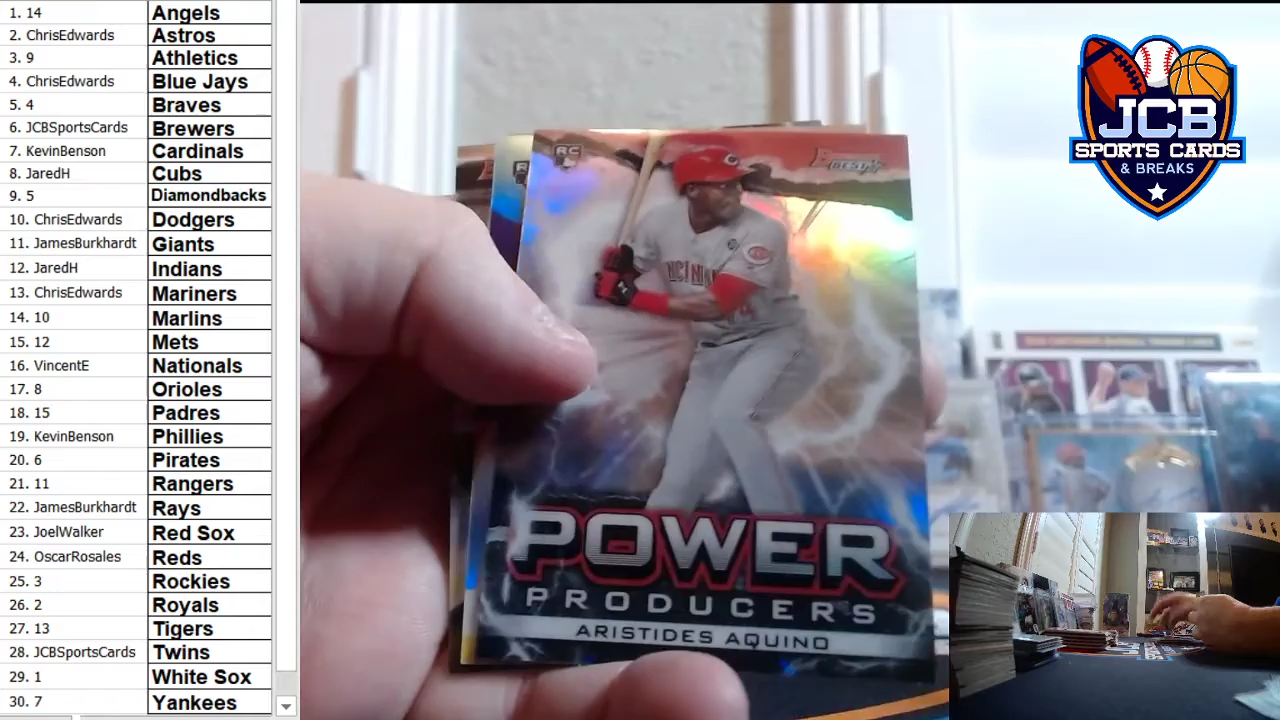 1. 14 Angels
2. ChrisEdwards Astros
3. 9 Athletics
4. ChrisEdwards Blue Jays
5. 4 Braves
6. JCBSportsCards Brewers
7. KevinBenson Cardinals
8. JaredH Cubs
9. 5 Diamondbacks
10. ChrisEdwards Dodgers
11. JamesBurkhardt Giants
12. JaredH Indians
13. ChrisEdwards Mariners
14. 10 Marlins
15. 12 Mets
16. VincentE Nationals
17. 8 Orioles
18. 15 Padres
19. KevinBenson Phillies
20. 6 Pirates
21. 11 Rangers
22. JamesBurkhardt Rays
23. JoelWalker Red Sox
24. OscarRosales Reds
25. 3 Rockies
26. 2 Royals
27. 13 Tigers
28. JCBSportsCards Twins
29. 1 White Sox
30. 7 Yankees
RC
Bowman's
BEST
POWER
PRODUCERS
ARISTIDES AQUINO
JCB
SPORTS CARDS
& BREAKS